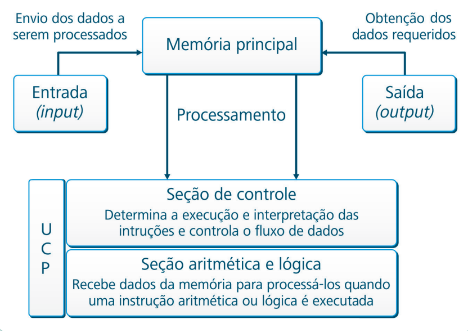 Envio dos dados a
serem processados
Obtenção dos
dados requeridos
Memória principal
Entrada
(input)
Saída
(output)
Processamento
UCP
Seção de controle
Determina a execução e interpretação das
intruções e controla o fluxo de dados
Seção aritmética e lógica
Recebe dados da memória para processá-los quando
uma instrução aritmética ou lógica é executada